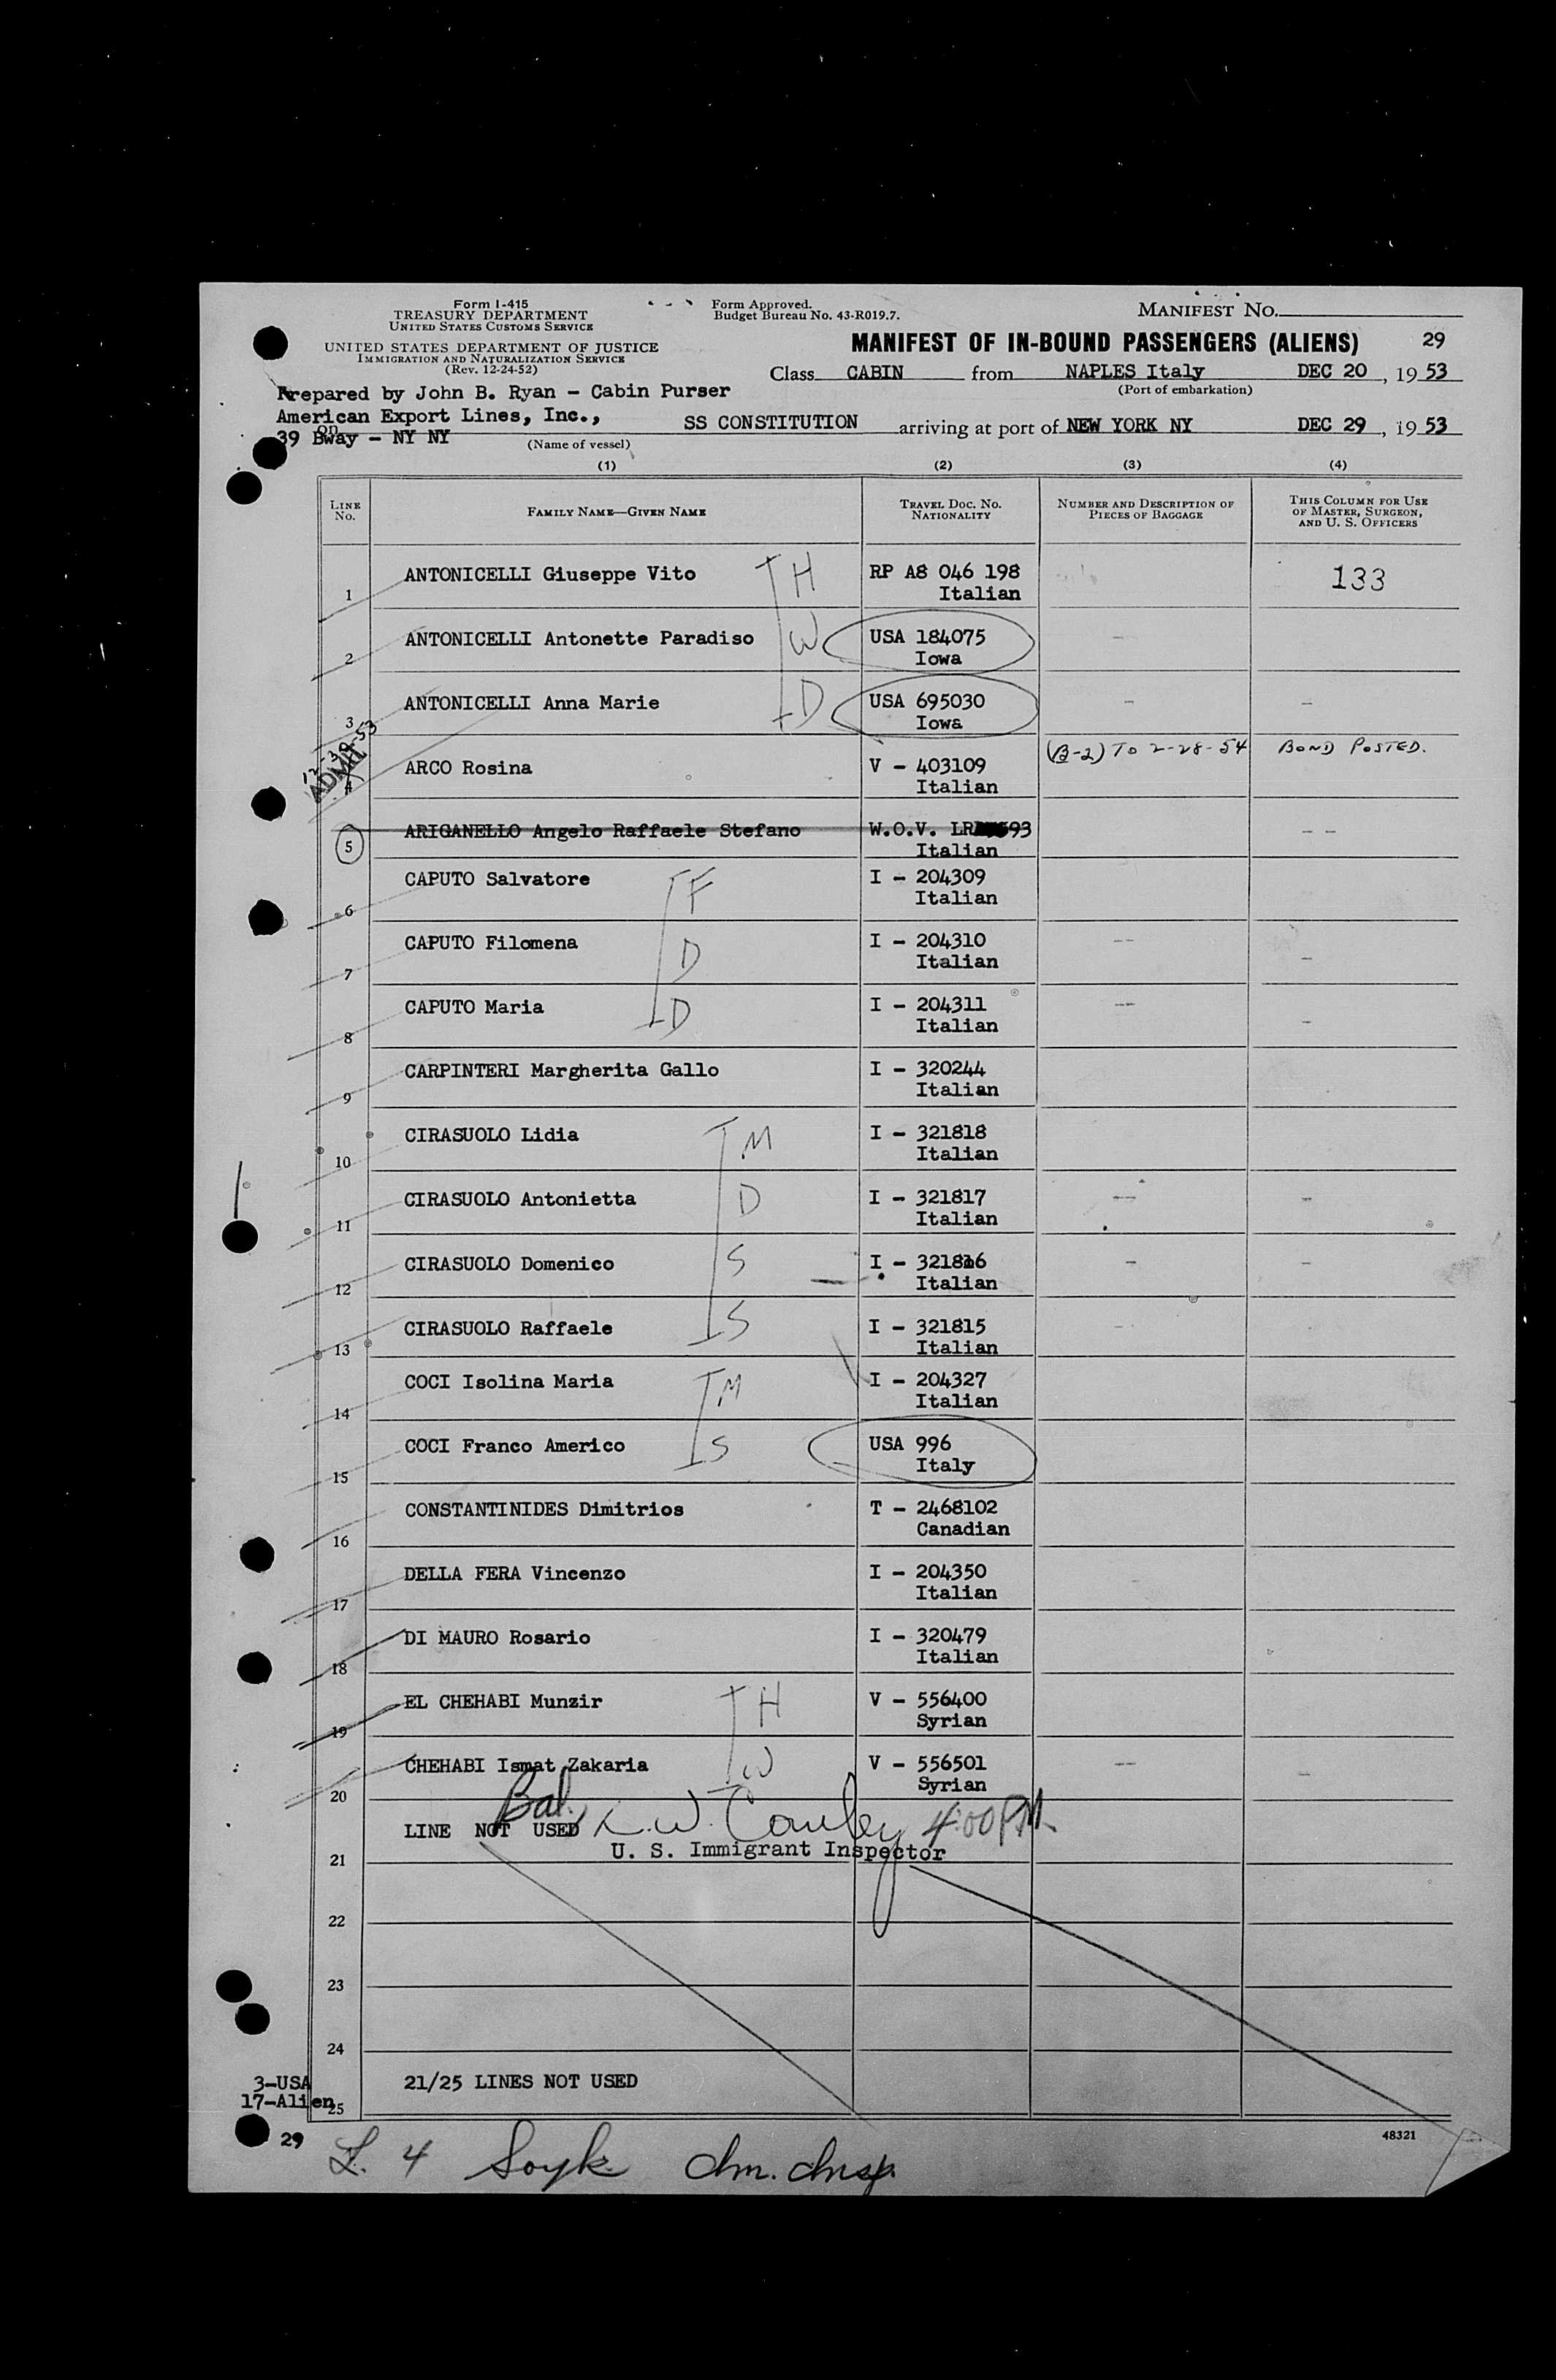 Form I-415
TREASURY DEPARTMENT
UNITED STATES CUSTOMS SERVICE
UNITED STATES DEPARTMENT OF JUSTICE
IMMIGRATION AND NATURALIZATION SERVICE
(Rev. 12-24-52)
Form Approved.
Budget Bureau No. 43-R019.7.
MANIFEST No.
MANIFEST OF IN-BOUND PASSENGERS (ALIENS) 29
Class CABIN from NAPLES Italy DEC 20, 1953
(Port of embarkation)
Prepared by John B. Ryan - Cabin Purser
American Export Lines, Inc.,
39 Bway - NY NY
on SS CONSTITUTION arriving at port of NEW YORK NY DEC 29, 1953
(Name of vessel)
(1) (2) (3) (4)
LINE No. FAMILY NAME—GIVEN NAME TRAVEL DOC. No. NATIONALITY NUMBER AND DESCRIPTION OF PIECES OF BAGGAGE THIS COLUMN FOR USE OF MASTER, SURGEON, AND U. S. OFFICERS
1 ANTONICELLI Giuseppe Vito H RP A8 046 198 133
Italian
2 ANTONICELLI Antonette Paradiso W USA 184075
Iowa
3 ANTONICELLI Anna Marie D USA 695030
Iowa
ADMIT
4 ARCO Rosina V - 403109 (B-2) TO 2-28-54 BOND POSTED.
Italian
5 ARIGANELLO Angelo Raffaele Stefano W.O.V.
Italian
6 CAPUTO Salvatore F I - 204309
Italian
7 CAPUTO Filomena D I - 204310
Italian
8 CAPUTO Maria D I - 204311
Italian
9 CARPINTERI Margherita Gallo I - 320244
Italian
10 CIRASUOLO Lidia M I - 321818
Italian
11 CIRASUOLO Antonietta D I - 321817
Italian
12 CIRASUOLO Domenico S I - 321816
Italian
13 CIRASUOLO Raffaele S I - 321815
Italian
14 COCI Isolina Maria M I - 204327
Italian
15 COCI Franco Americo S USA 996
Italy
16 CONSTANTINIDES Dimitrios T - 2468102
Canadian
17 DELLA FERA Vincenzo I - 204350
Italian
18 DI MAURO Rosario I - 320479
Italian
19 EL CHEHABI Munzir H V - 556400
Syrian
20 CHEHABI Ismat Zakaria W V - 556501
Syrian
Bal.
21 LINE NOT USED 4:00 PM
U. S. Immigrant Inspector
22
23
24
3-USA
17-Alien
25 21/25 LINES NOT USED
29
48321
L. 4 Soyk Im. Insp.